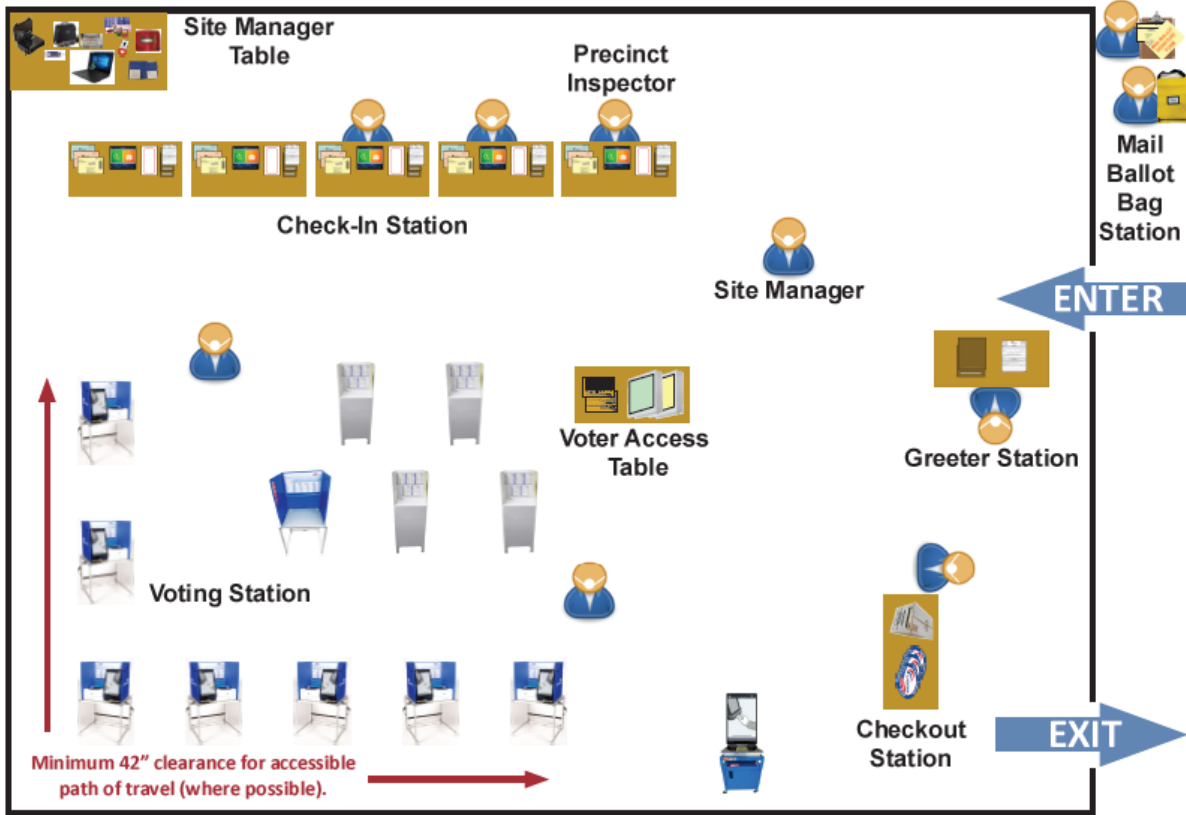 Site Manager
Table
Precinct
Inspector
Mail
Ballot
Bag
Station
Check-In Station
Site Manager
ENTER
Voter Access
Table
Greeter Station
Voting Station
Checkout
Station
EXIT
Minimum 42” clearance for accessible
path of travel (where possible).